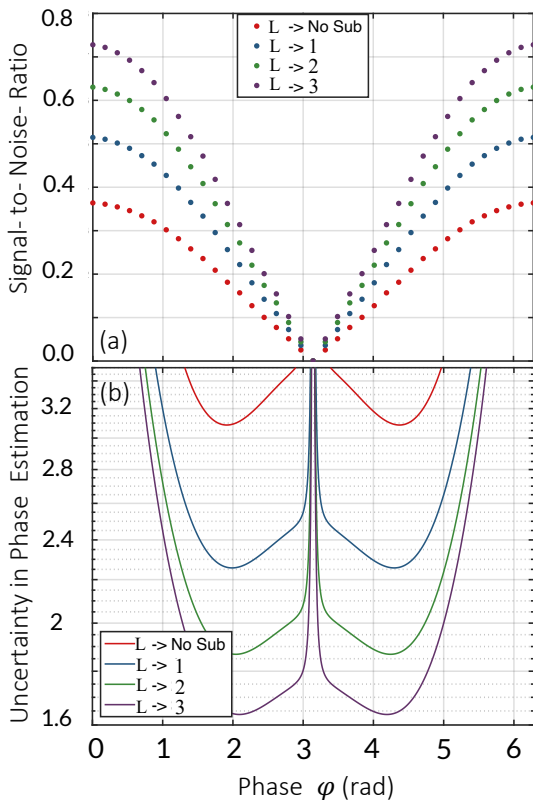 0.8
0.6
0.4
0.2
0.0
Signal-to-Noise-Ratio
L -> No Sub
L -> 1
L -> 2
L -> 3
(a)
(b)
3.2
2.8
2.4
2
1.6
Uncertainty in Phase Estimation
L -> No Sub
L -> 1
L -> 2
L -> 3
0 1 2 3 4 5 6
Phase φ (rad)